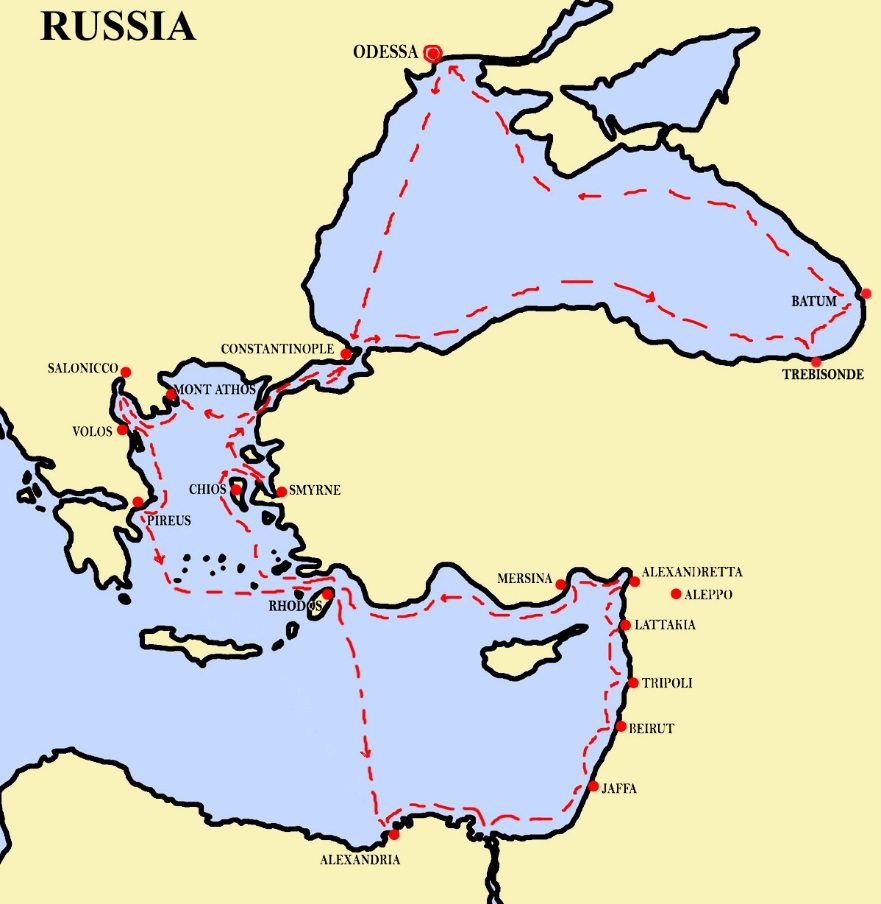 RUSSIA
ODESSA
BATUM
CONSTANTINOPLE
TREBISONDE
SALONICCO
MONT ATHOS
VOLOS
CHIOS
SMYRNE
PIREUS
MERSINA
ALEXANDRETTA
ALEPPO
RHODOS
LATTAKIA
TRIPOLI
BEIRUT
JAFFA
ALEXANDRIA